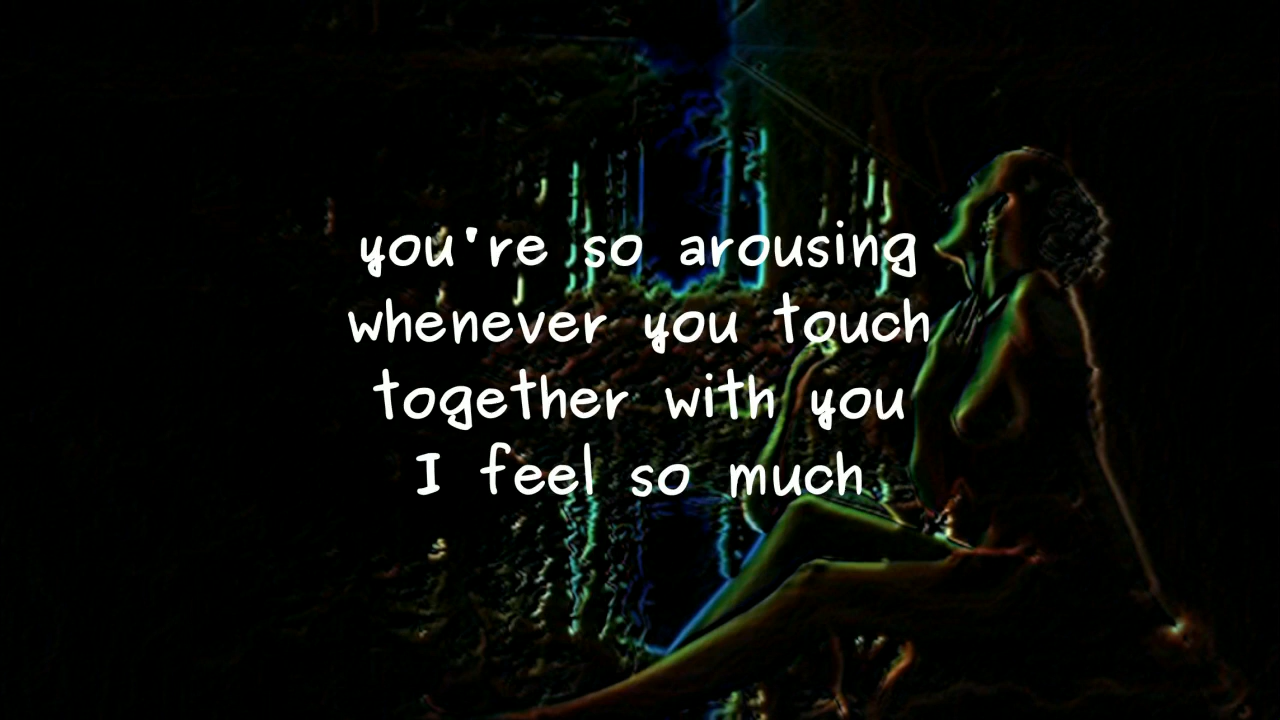 you're so arousing
whenever you touch
together with you
I feel so much